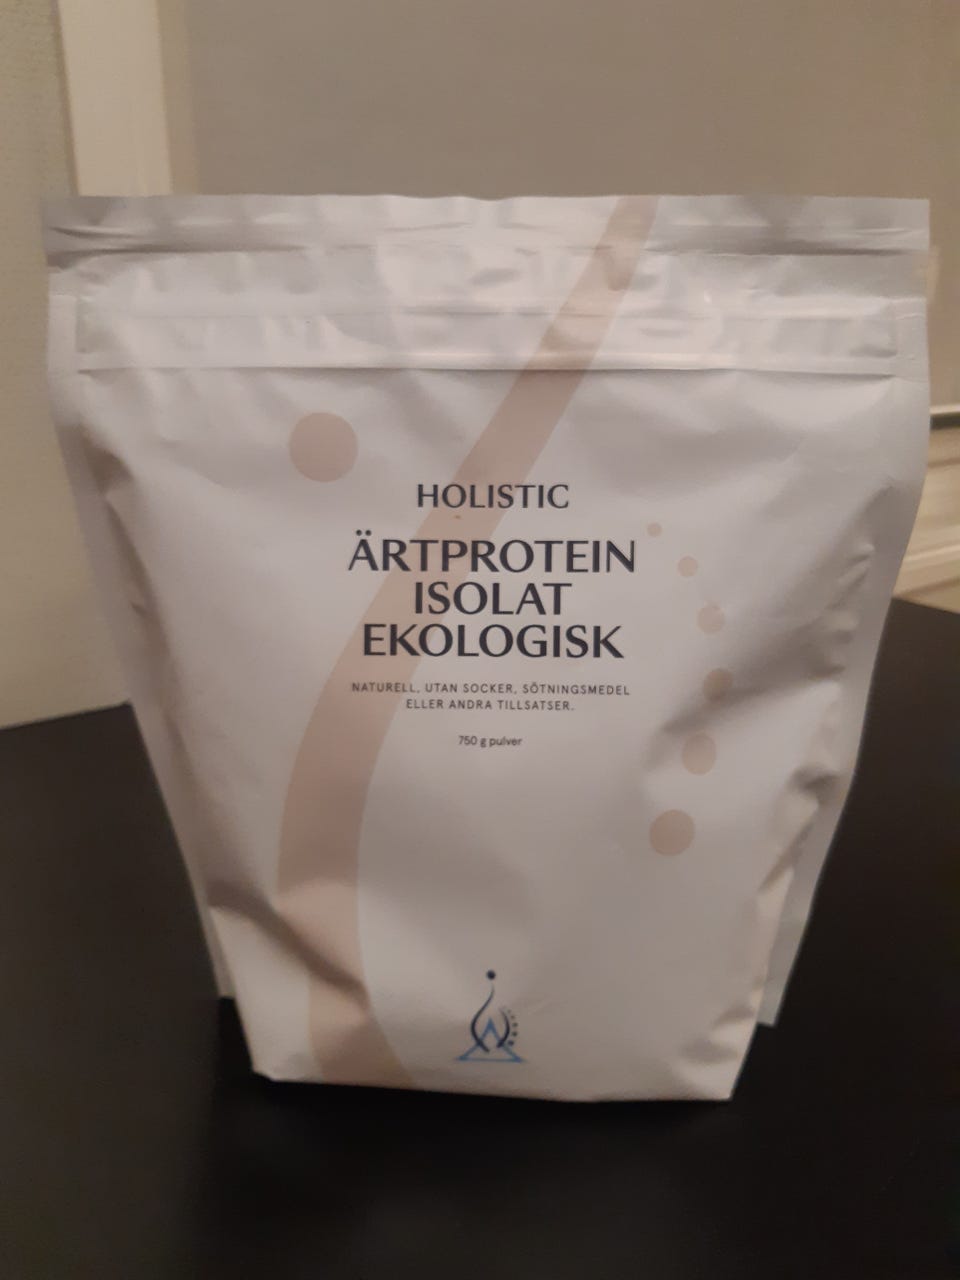 HOLISTIC
ÄRTPROTEIN
ISOLAT
EKOLOGISK
NATURELL, UTAN SOCKER, SÖTNINGSMEDEL
ELLER ANDRA TILLSATSER.
750 g pulver